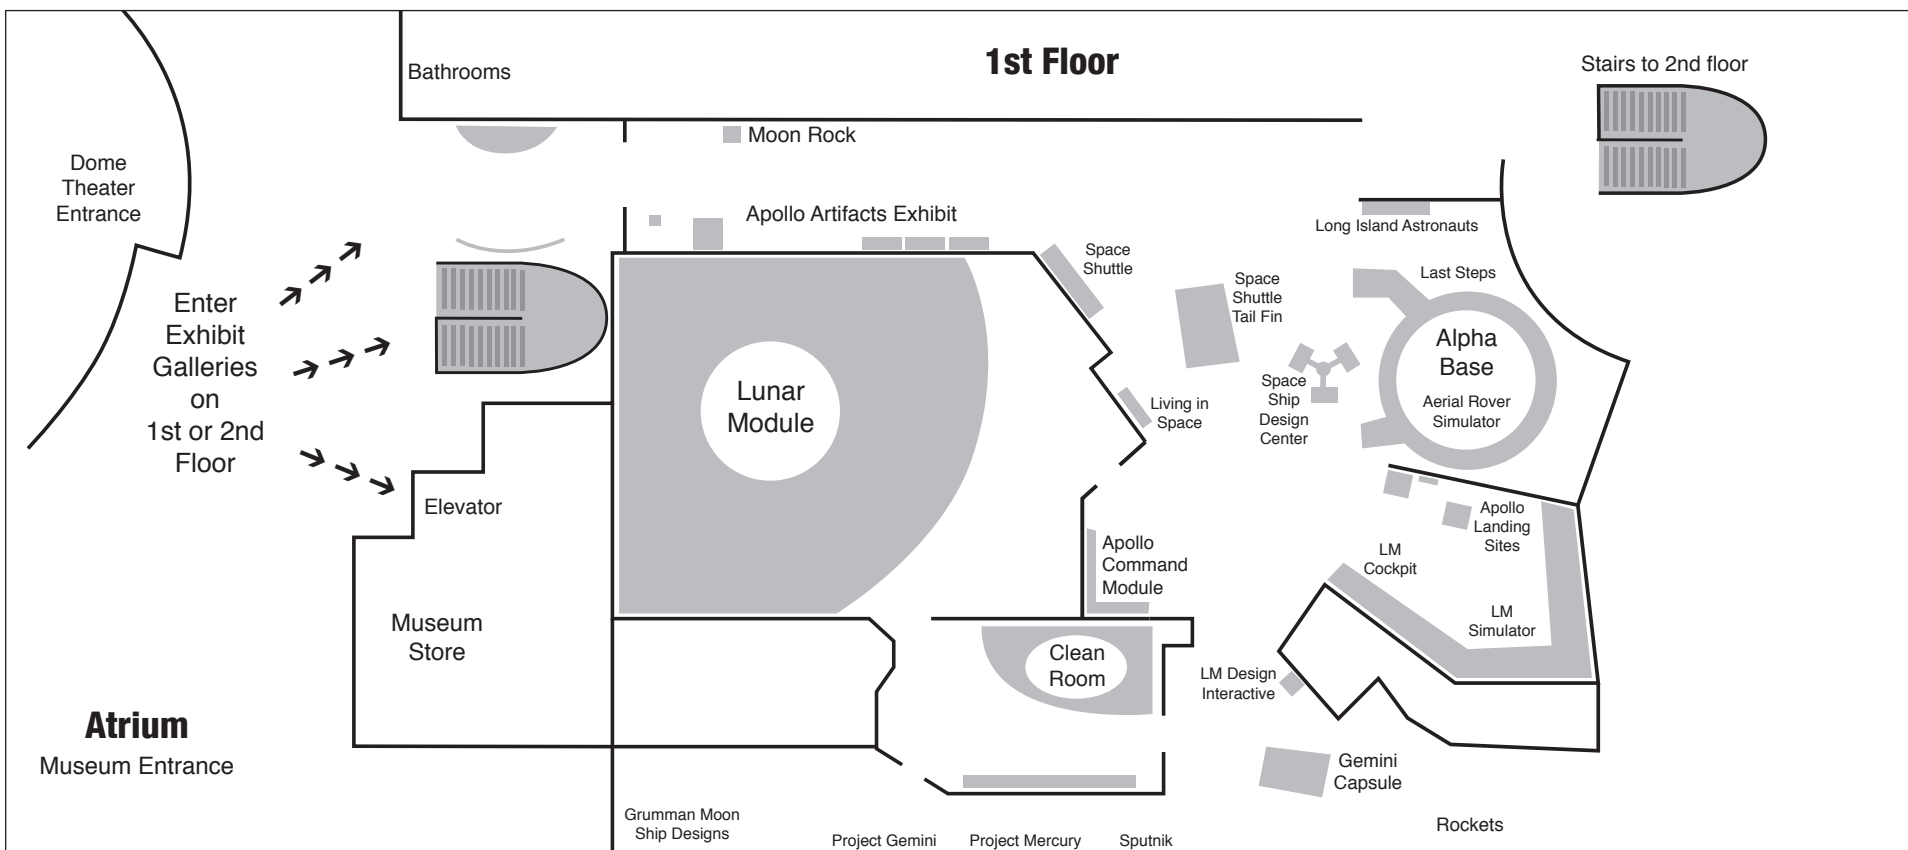 1st Floor
Bathrooms
Stairs to 2nd floor
Moon Rock
Dome
Theater
Entrance
Apollo Artifacts Exhibit
Long Island Astronauts
Space
Shuttle
Space
Shuttle
Tail Fin
Last Steps
Enter
Exhibit
Galleries
on
1st or 2nd
Floor
Lunar
Module
Alpha
Base
Aerial Rover
Simulator
Space
Ship
Design
Center
Living in
Space
Elevator
Apollo
Landing
Sites
Apollo
Command
Module
LM
Cockpit
LM
Simulator
Museum
Store
Clean
Room
LM Design
Interactive
Atrium
Museum Entrance
Gemini
Capsule
Grumman Moon
Ship Designs
Project Gemini
Project Mercury
Sputnik
Rockets